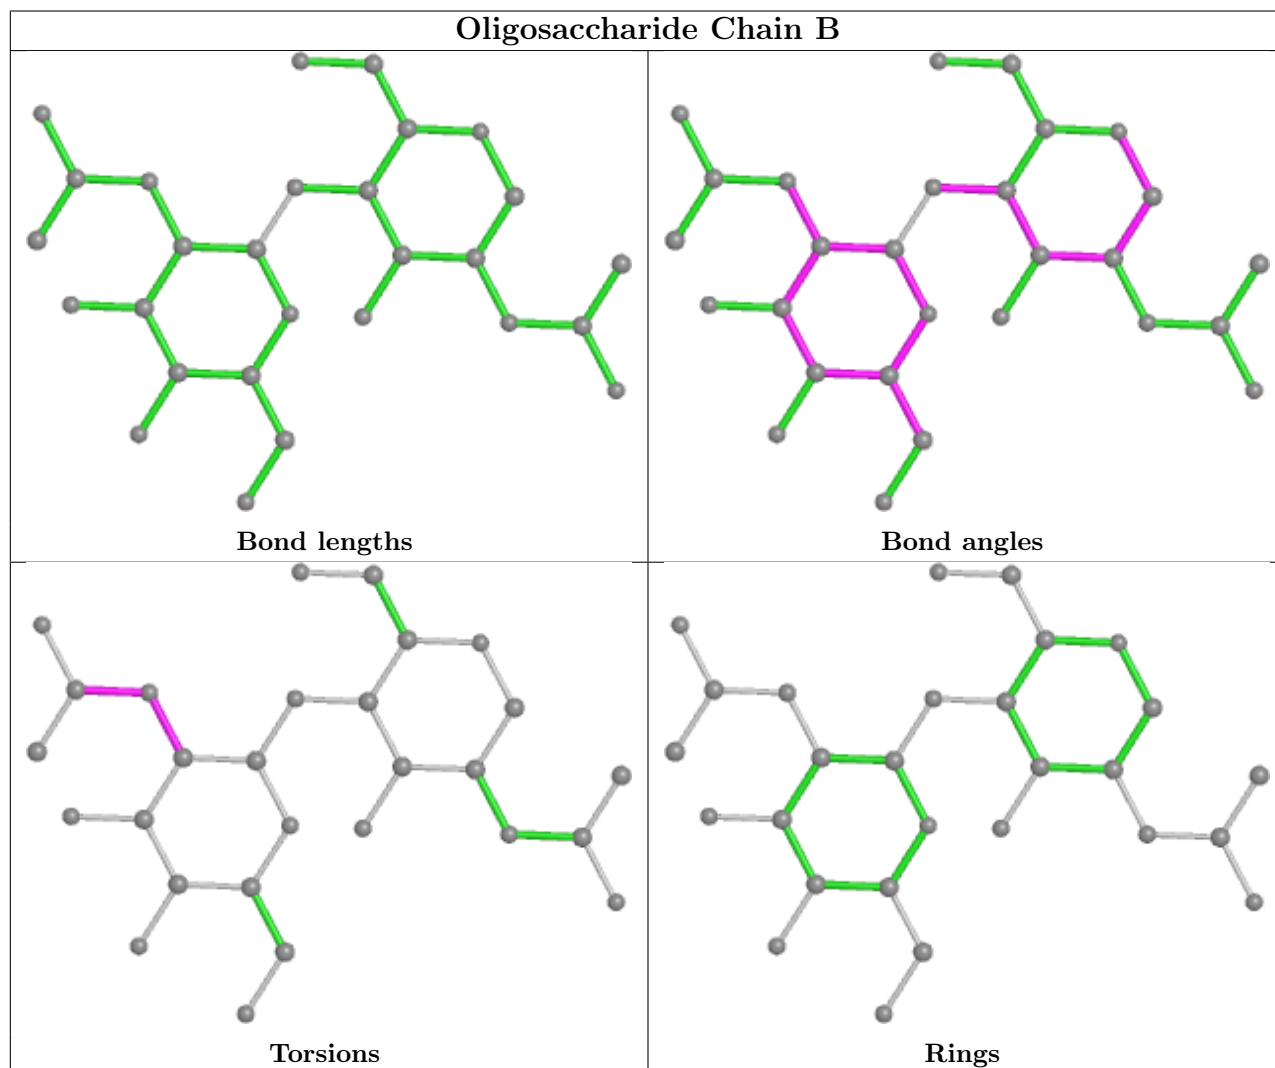 Oligosaccharide Chain B
Bond lengths
Bond angles
Torsions
Rings